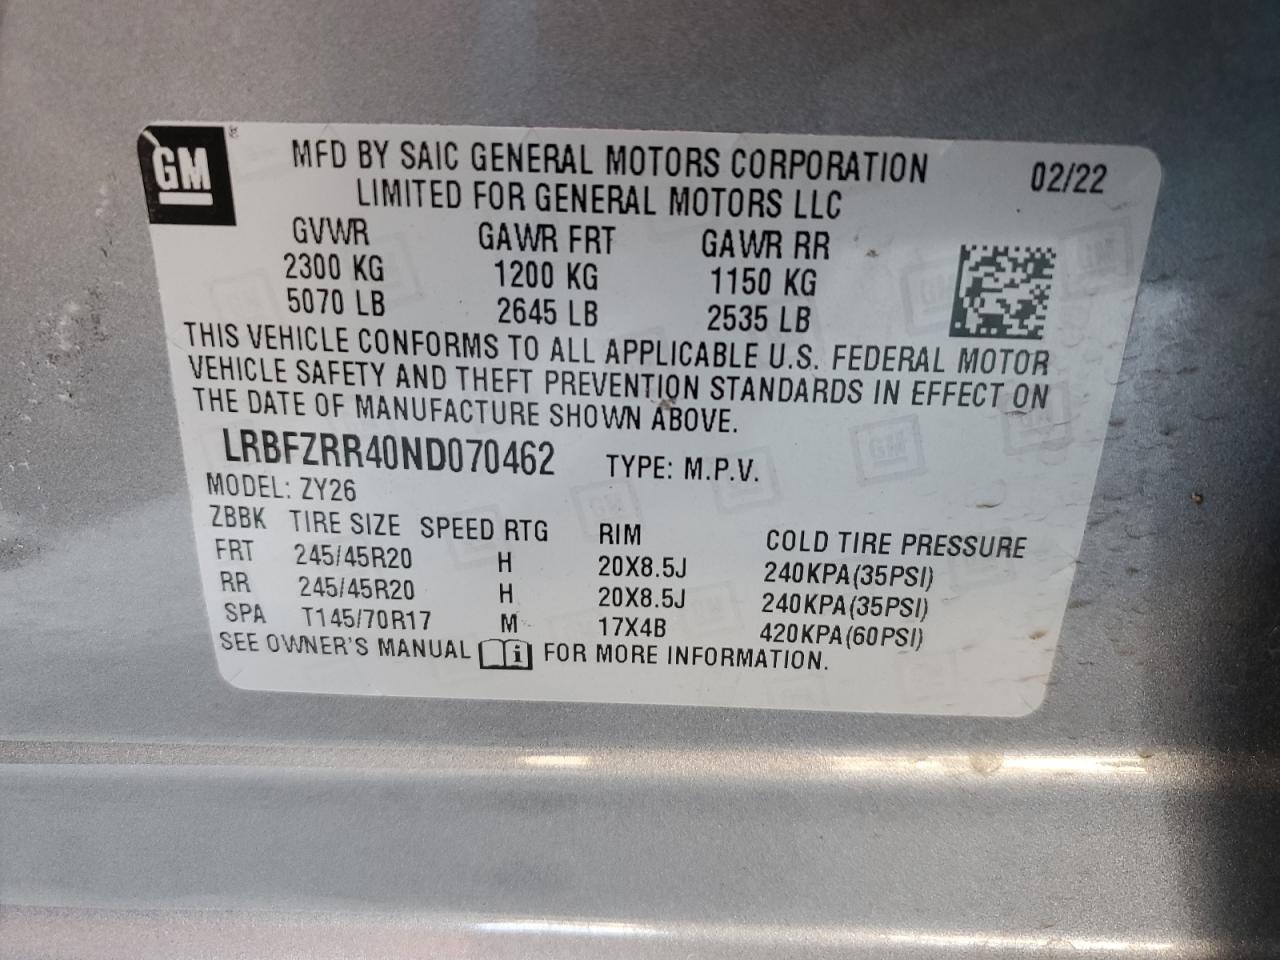 GM
MFD BY SAIC GENERAL MOTORS CORPORATION 02/22
LIMITED FOR GENERAL MOTORS LLC
GVWR GAWR FRT GAWR RR
2300 KG 1200 KG 1150 KG
5070 LB 2645 LB 2535 LB
THIS VEHICLE CONFORMS TO ALL APPLICABLE U.S. FEDERAL MOTOR
VEHICLE SAFETY AND THEFT PREVENTION STANDARDS IN EFFECT ON
THE DATE OF MANUFACTURE SHOWN ABOVE.
LRBFZRR40ND070462 TYPE: M.P.V.
MODEL: ZY26
ZBBK TIRE SIZE SPEED RTG RIM COLD TIRE PRESSURE
FRT 245/45R20 H 20X8.5J 240KPA(35PSI)
RR 245/45R20 H 20X8.5J 240KPA(35PSI)
SPA T145/70R17 M 17X4B 420KPA(60PSI)
SEE OWNER'S MANUAL i FOR MORE INFORMATION.